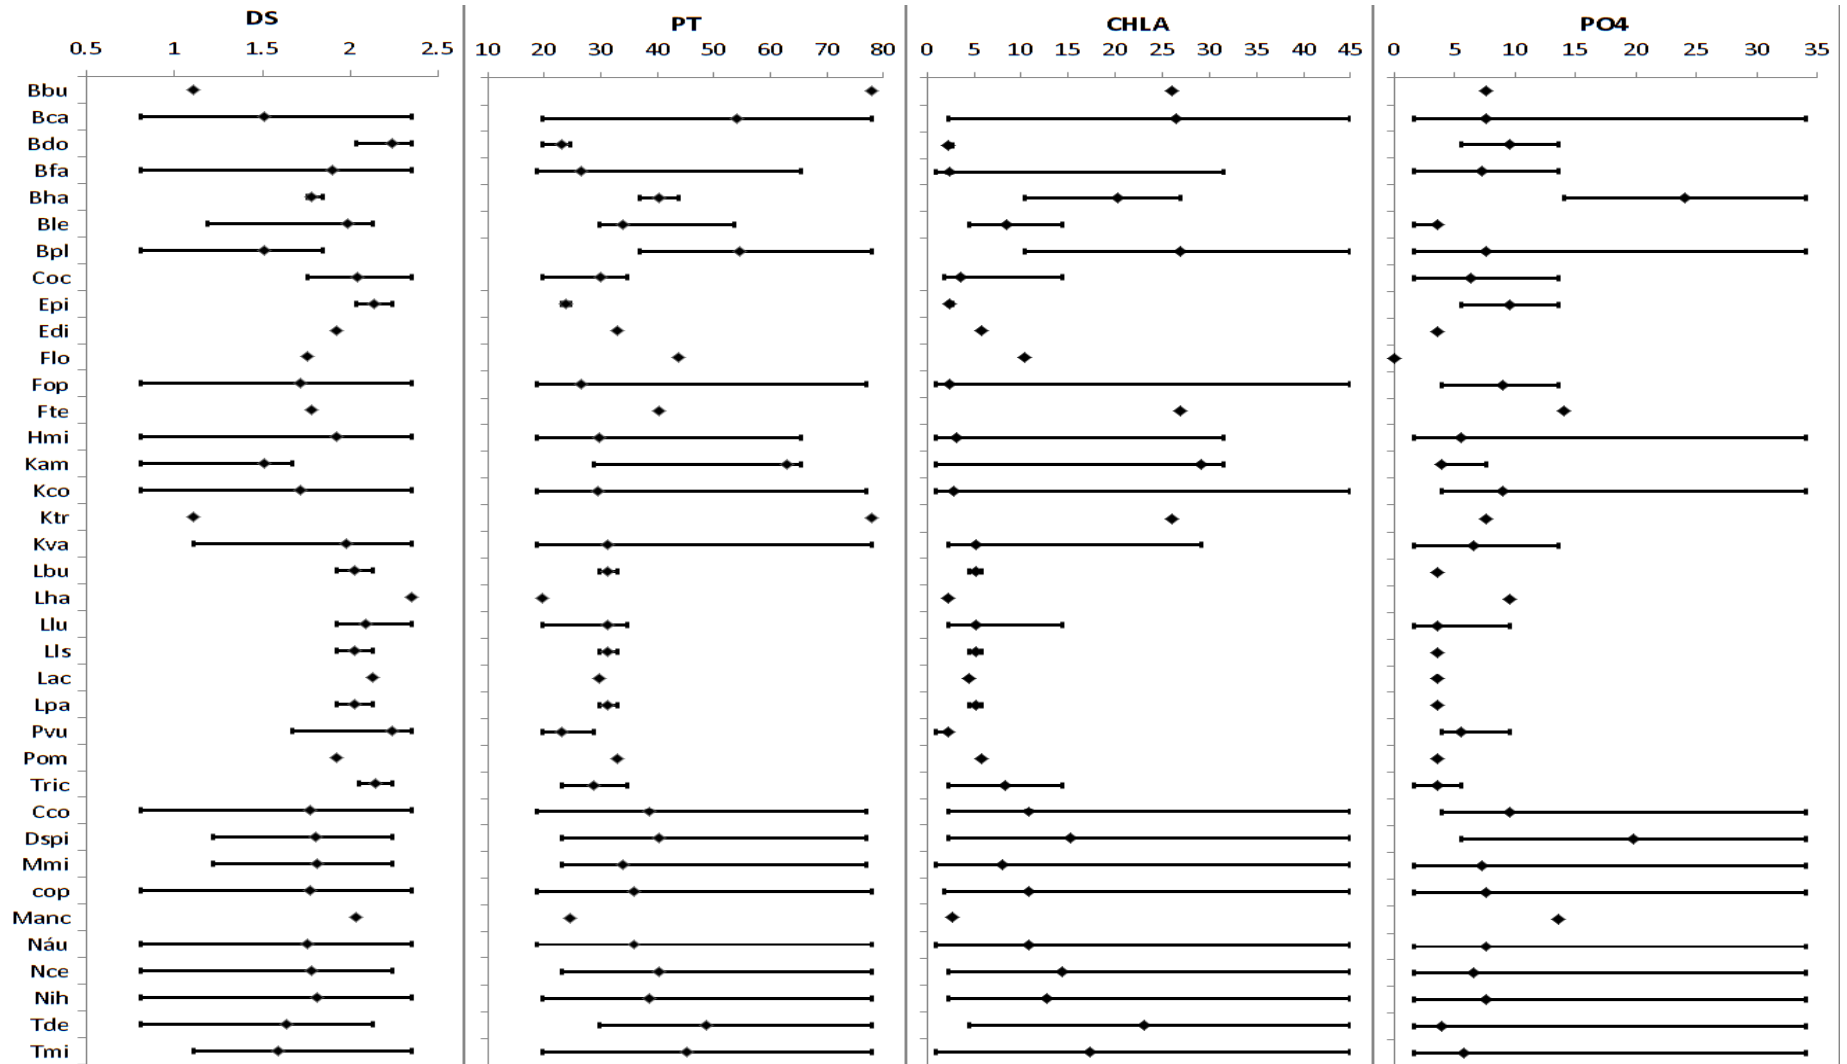 DS PT CHLA PO4
0.5 1 1.5 2 2.5 10 20 30 40 50 60 70 80 0 5 10 15 20 25 30 35 40 45 0 5 10 15 20 25 30 35
Bbu
Bca
Bdo
Bfa
Bha
Ble
Bpl
Coc
Epi
Edi
Flo
Fop
Fte
Hmi
Kam
Kco
Ktr
Kva
Lbu
Lha
Llu
Lls
Lac
Lpa
Pvu
Pom
Tric
Cco
Dspi
Mmi
cop
Manc
Náu
Nce
Nih
Tde
Tmi